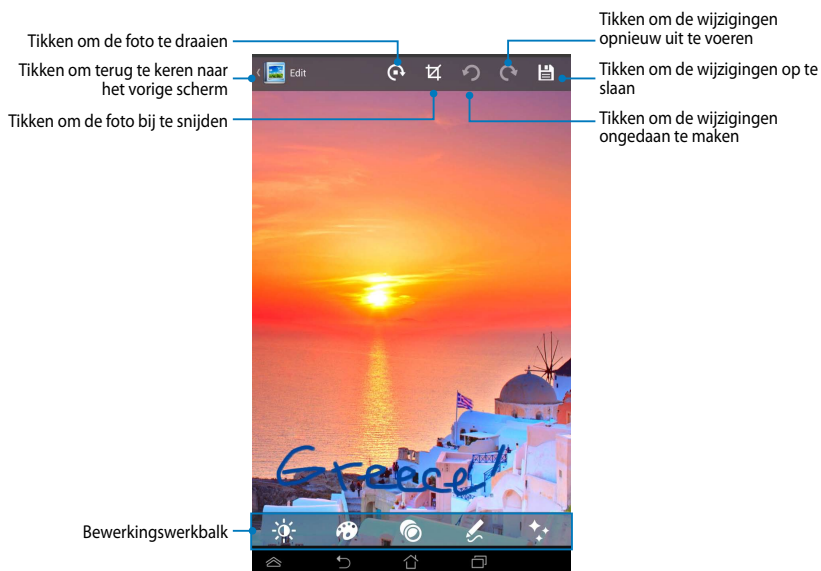 Tikken om de foto te draaien
Tikken om terug te keren naar
het vorige scherm
Tikken om de foto bij te snijden
Edit
Tikken om de wijzigingen
opnieuw uit te voeren
Tikken om de wijzigingen op te
slaan
Tikken om de wijzigingen
ongedaan te maken
Greece!
Bewerkingswerkbalk